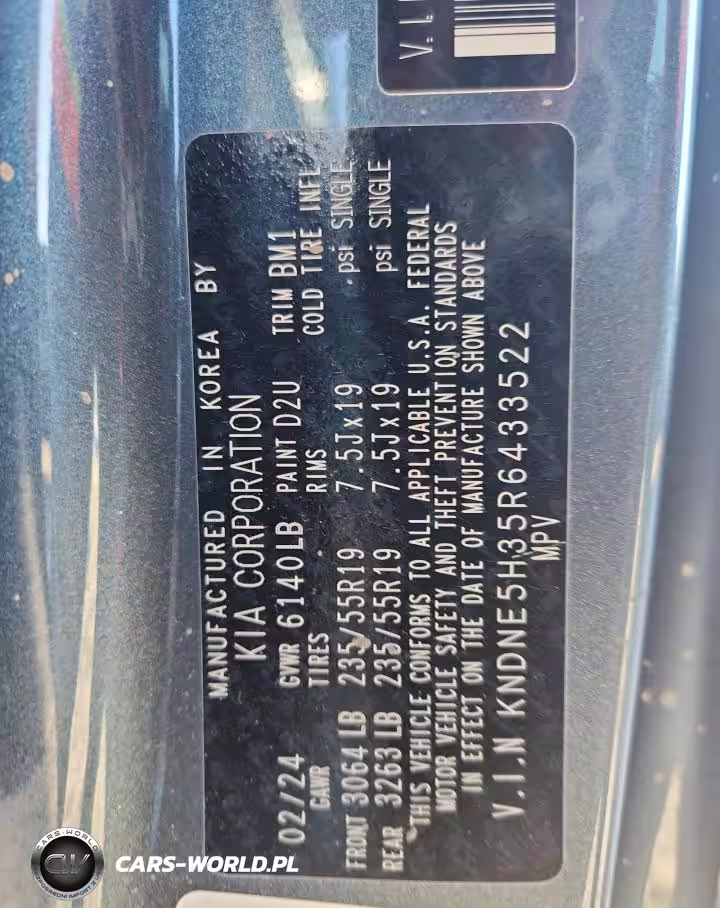 MANUFACTURED IN KOREA BY
KIA CORPORATION
02/24 GVWR 6140LB PAINT D2U TRIM BM1
GAWR TIRES RIMS COLD TIRE INFL
FRONT 3064 LB 235/55R19 7.5Jx19 psi SINGLE
REAR 3263 LB 235/55R19 7.5Jx19 psi SINGLE
THIS VEHICLE CONFORMS TO ALL APPLICABLE U.S.A. FEDERAL
MOTOR VEHICLE SAFETY AND THEFT PREVENTION STANDARDS
IN EFFECT ON THE DATE OF MANUFACTURE SHOWN ABOVE
V.I.N KNDNE5H35R6433522
MPV
V.I.
CARS-WORLD
CW
CARS-WORLD.PL